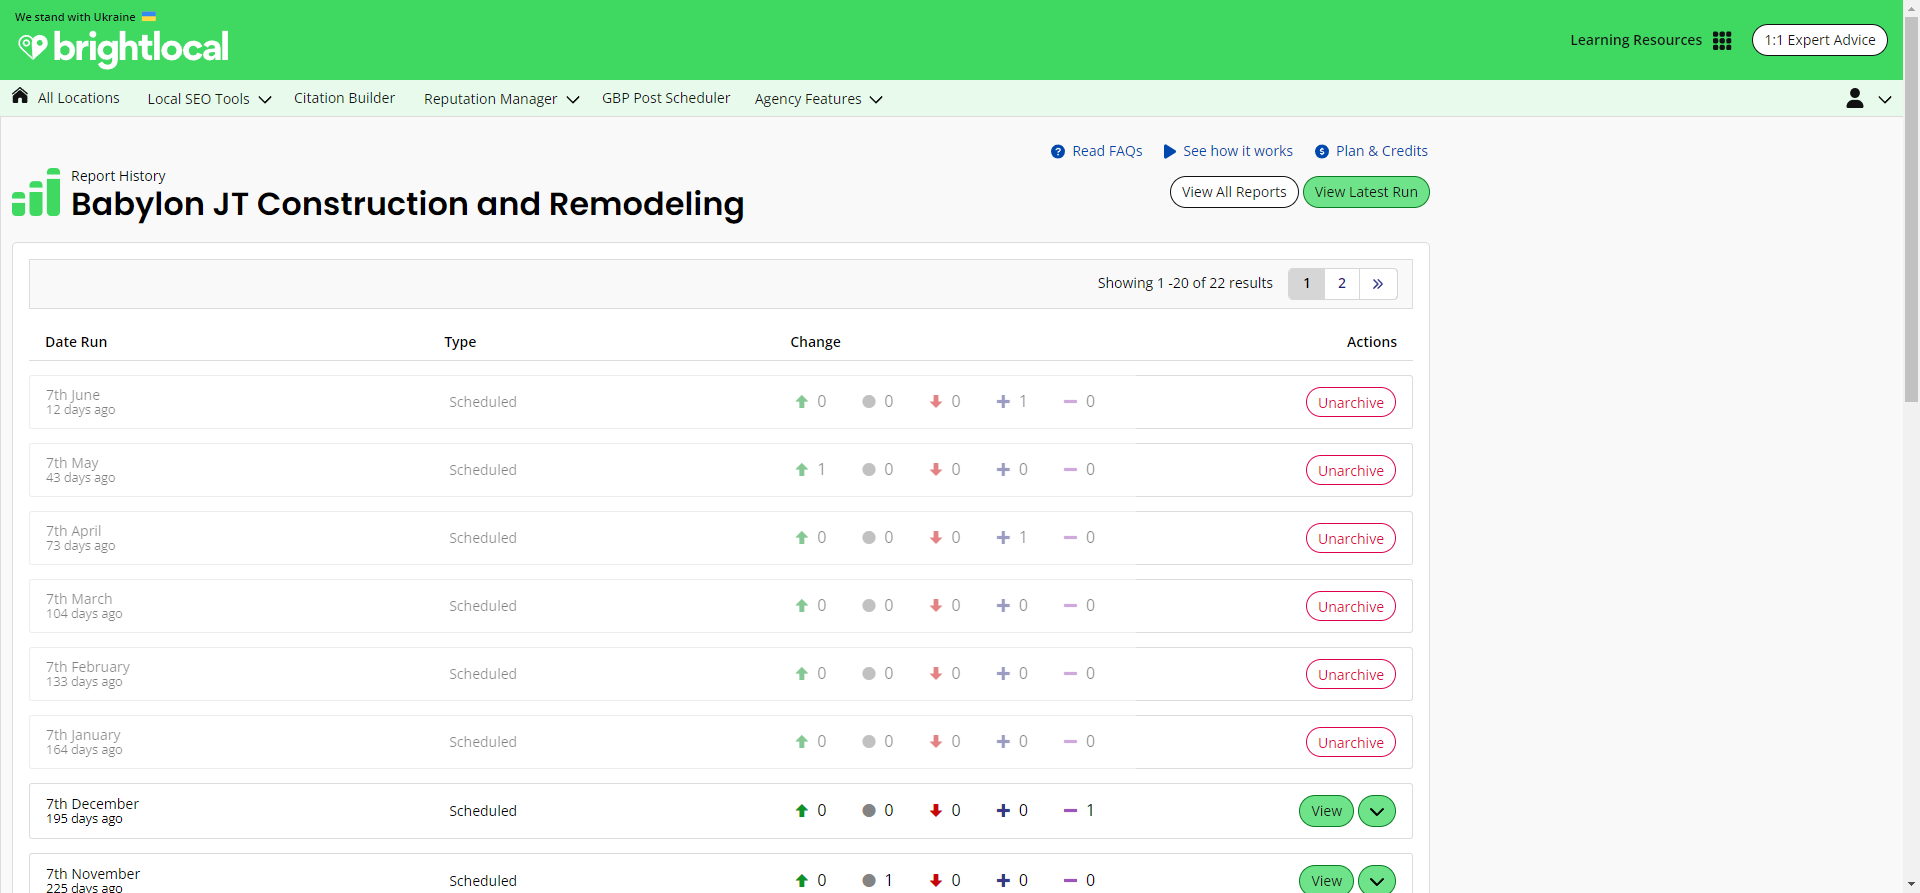 We stand with Ukraine
brightlocal
Learning Resources
1:1 Expert Advice
All Locations
Local SEO Tools
Citation Builder
Reputation Manager
GBP Post Scheduler
Agency Features
Read FAQs
See how it works
Plan & Credits
Report History
Babylon JT Construction and Remodeling
View All Reports
View Latest Run
Showing 1 -20 of 22 results
1 2 »
Date Run Type Change Actions
7th June
12 days ago
Scheduled 0 0 0 1 0 Unarchive
7th May
43 days ago
Scheduled 1 0 0 0 0 Unarchive
7th April
73 days ago
Scheduled 0 0 0 1 0 Unarchive
7th March
104 days ago
Scheduled 0 0 0 0 0 Unarchive
7th February
133 days ago
Scheduled 0 0 0 0 0 Unarchive
7th January
164 days ago
Scheduled 0 0 0 0 0 Unarchive
7th December
195 days ago
Scheduled 0 0 0 0 1 View
7th November
225 days ago
Scheduled 0 1 0 0 0 View